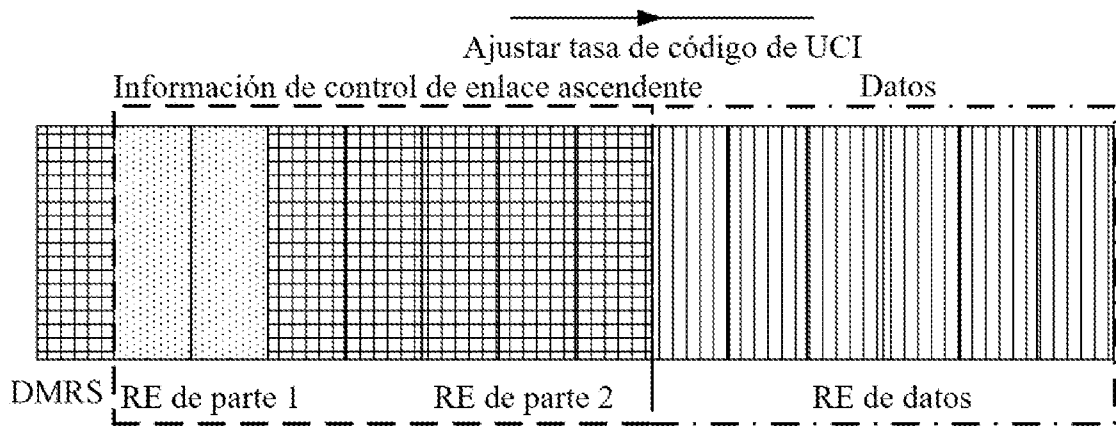 Ajustar tasa de código de UCI
Información de control de enlace ascendente
Datos
DMRS
RE de parte 1
RE de parte 2
RE de datos